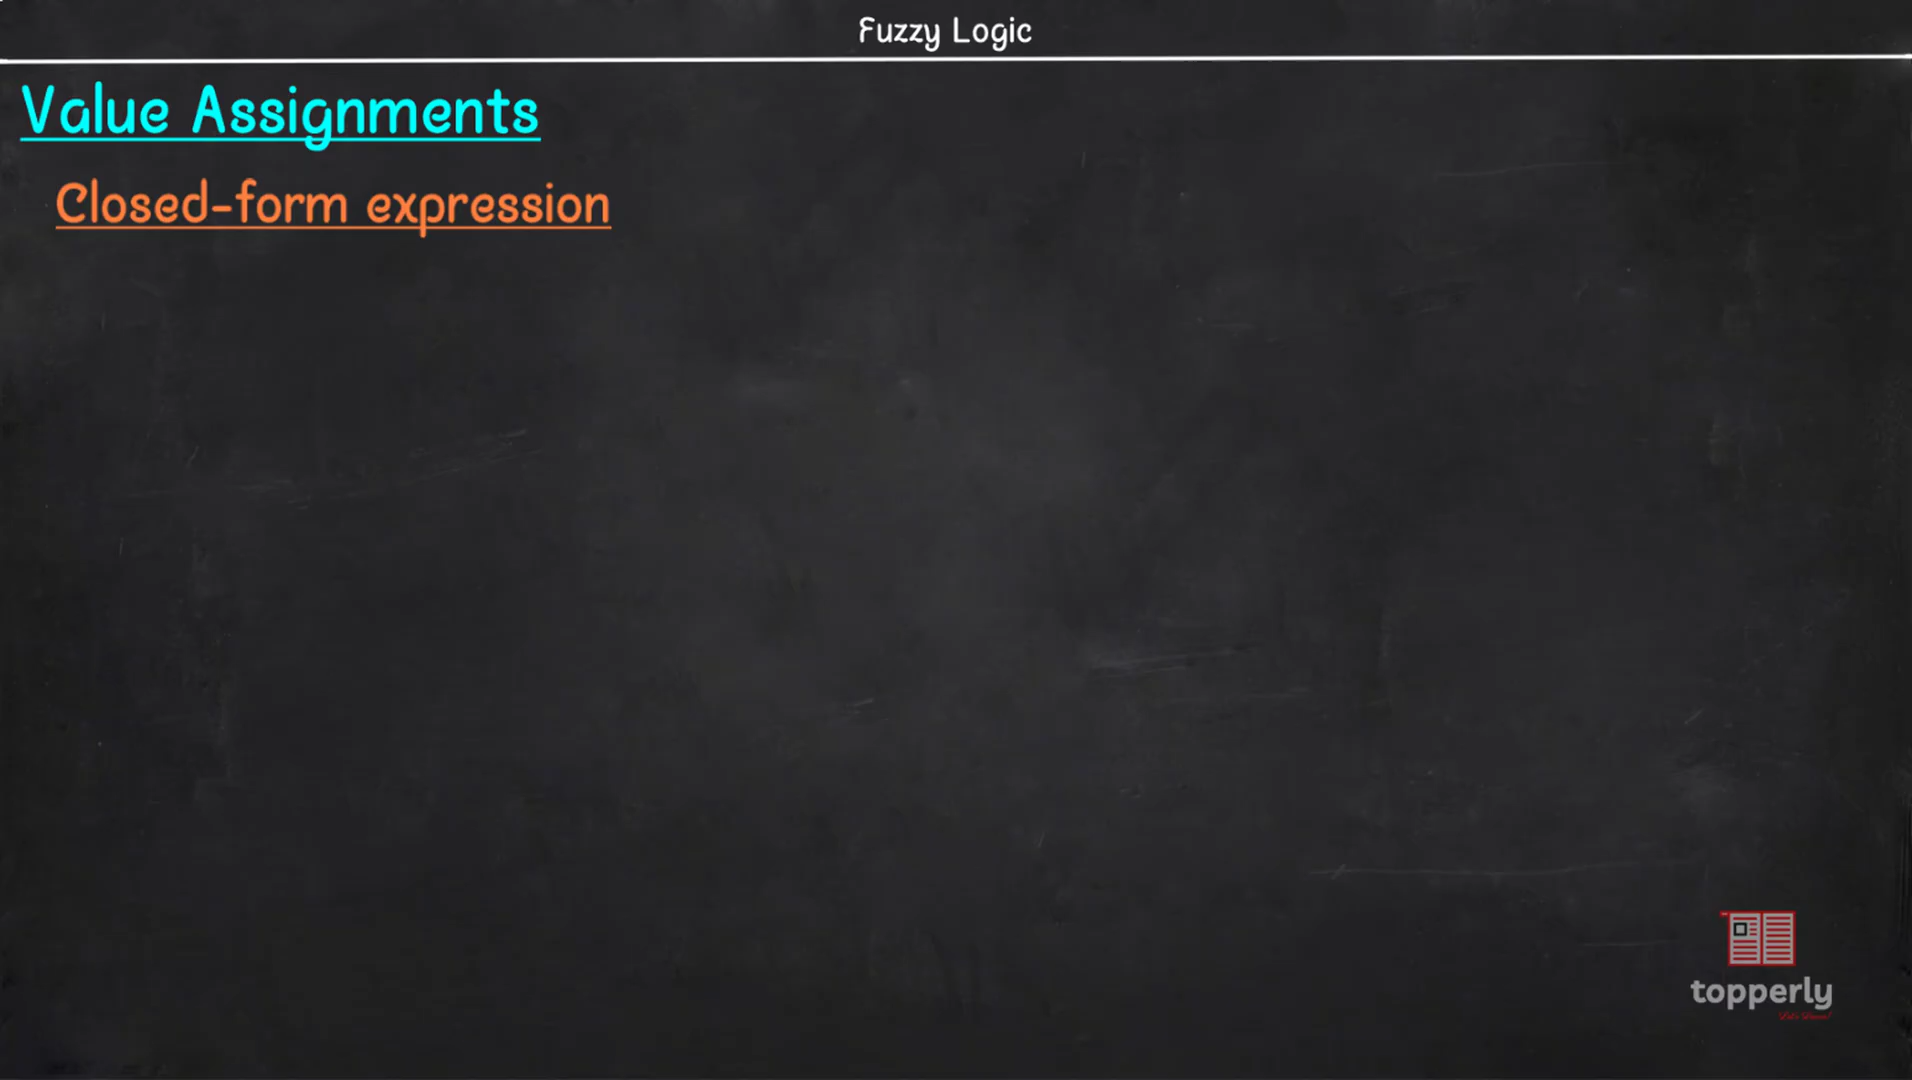 Fuzzy Logic
Value Assignments
Closed-form expression
topperly